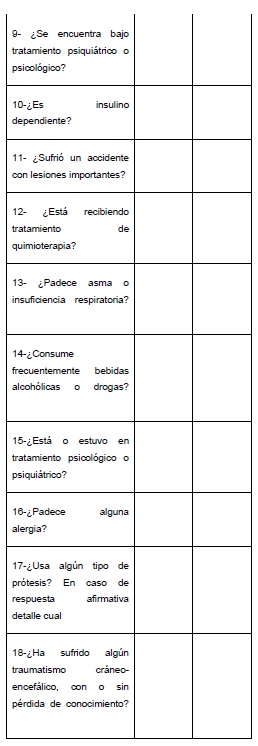 9- ¿Se encuentra bajo
tratamiento psiquiátrico o
psicológico?
10-¿Es insulino
dependiente?
11- ¿Sufrió un accidente
con lesiones importantes?
12- ¿Está recibiendo
tratamiento de
quimioterapia?
13- ¿Padece asma o
insuficiencia respiratoria?
14-¿Consume
frecuentemente bebidas
alcohólicas o drogas?
15-¿Está o estuvo en
tratamiento psicológico o
psiquiátrico?
16-¿Padece alguna
alergia?
17-¿Usa algún tipo de
prótesis? En caso de
respuesta afirmativa
detalle cual
18-¿Ha sufrido algún
traumatismo cráneo-
encefálico, con o sin
pérdida de conocimiento?